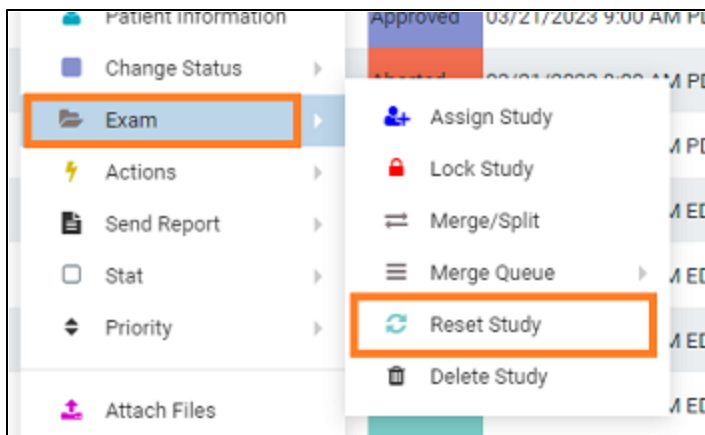 Patient Information
Change Status
Exam
Actions
Send Report
Stat
Priority
Attach Files
Assign Study
Lock Study
Merge/Split
Merge Queue
Reset Study
Delete Study
Approved 03/21/2023 9:00 AM